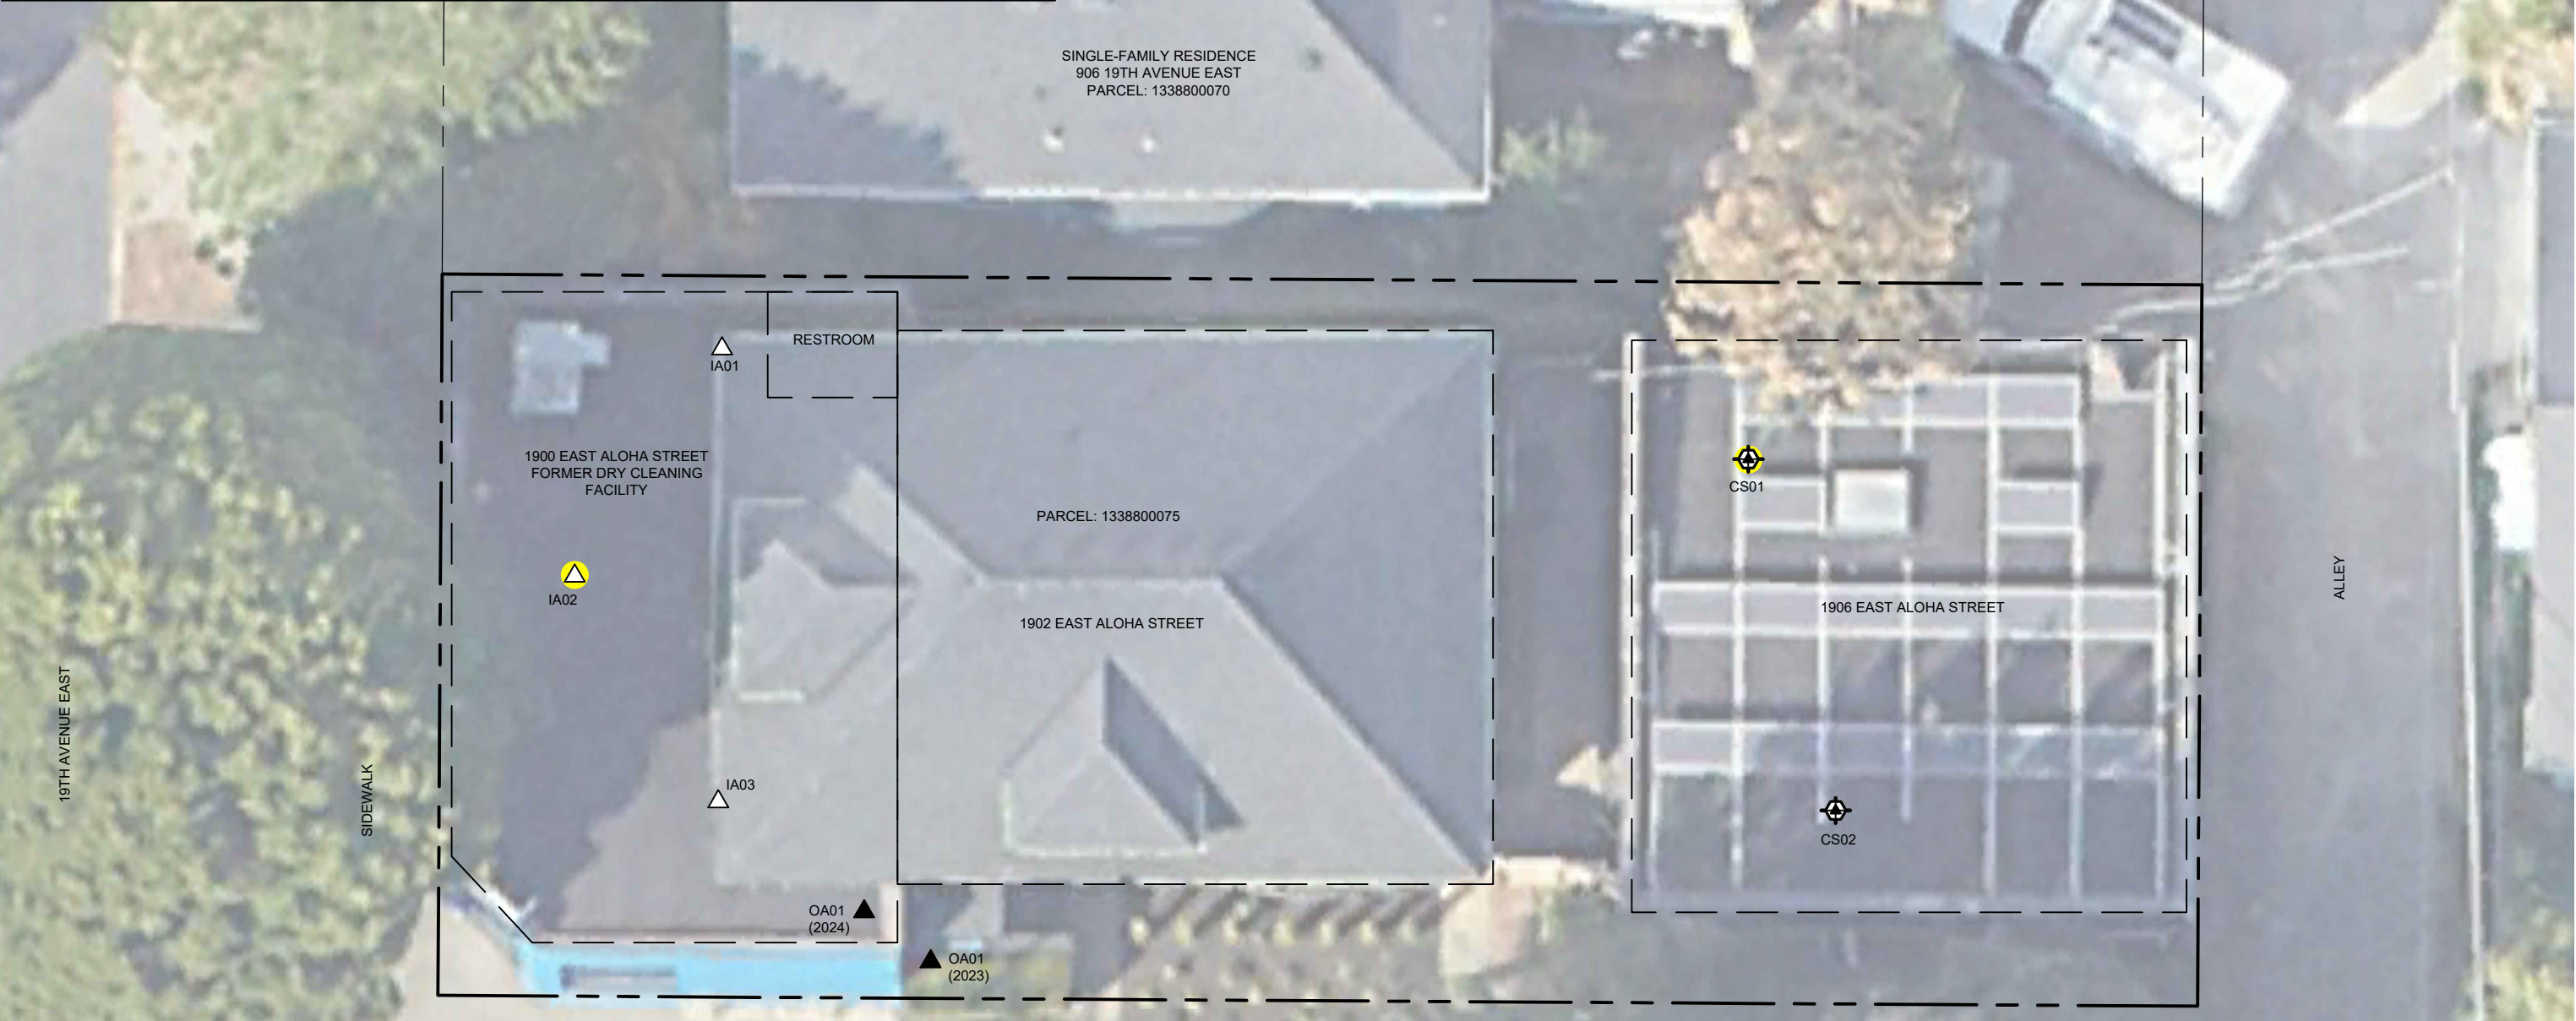 SINGLE-FAMILY RESIDENCE
906 19TH AVENUE EAST
PARCEL: 1338800070
RESTROOM
IA01
1900 EAST ALOHA STREET
FORMER DRY CLEANING
FACILITY
IA02
IA03
PARCEL: 1338800075
1902 EAST ALOHA STREET
CS01
1906 EAST ALOHA STREET
CS02
OA01
(2024)
OA01
(2023)
19TH AVENUE EAST
SIDEWALK
ALLEY